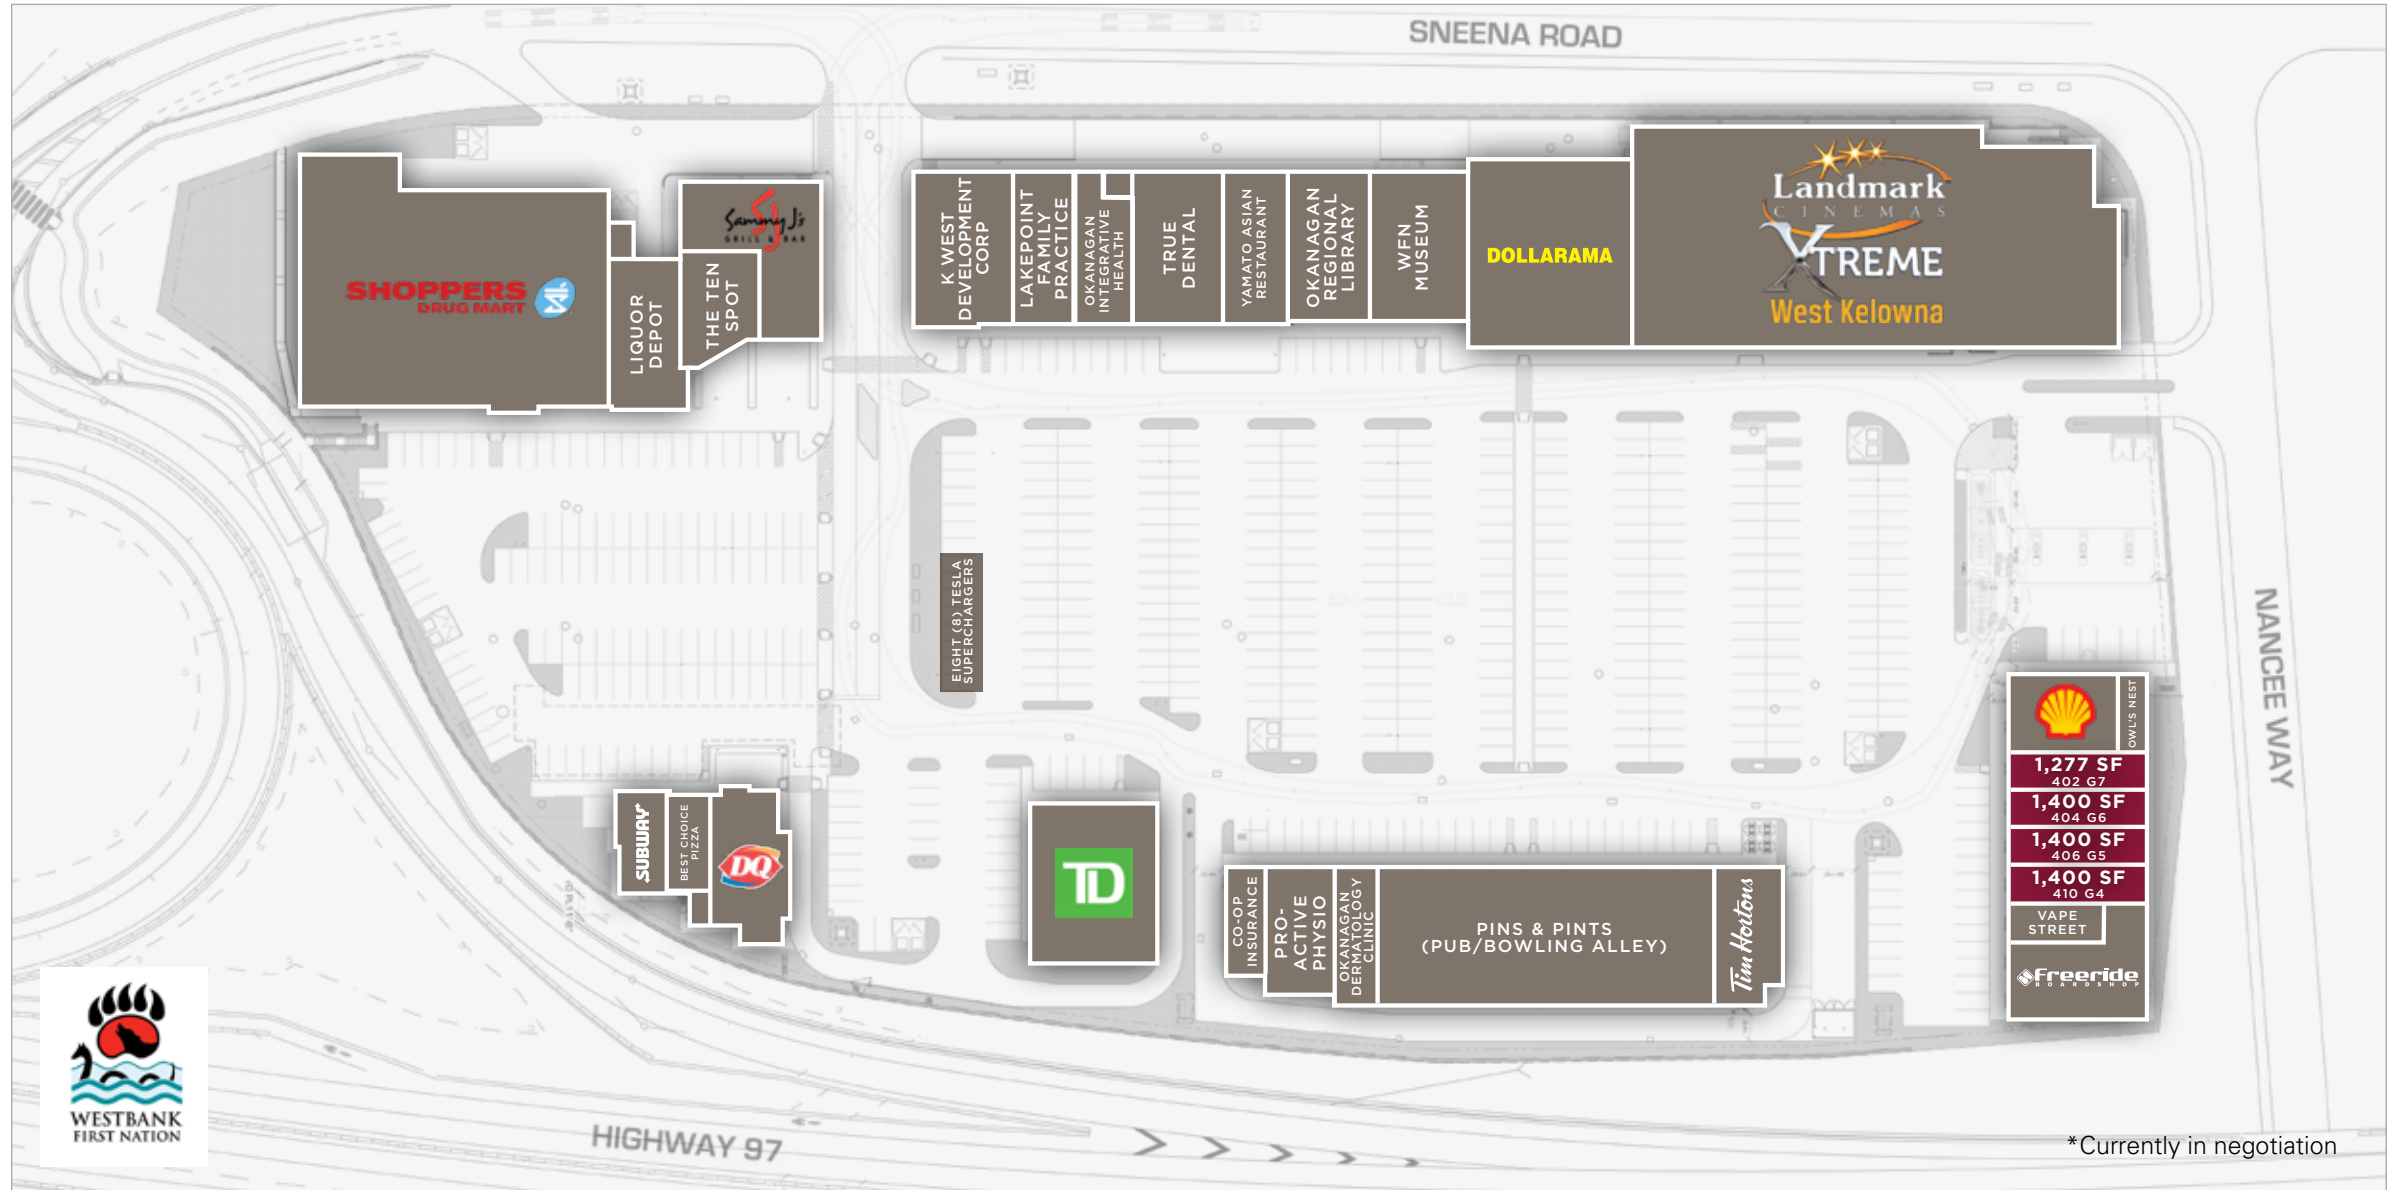 SNEENA ROAD
SHOPPERS
DRUG MART
LIQUOR
DEPOT
THE TEN
SPOT
Sammy J's
GRILL & BAR
K WEST
DEVELOPMENT
CORP
LAKEPOINT
FAMILY
PRACTICE
OKANAGAN
INTEGRATIVE
HEALTH
TRUE
DENTAL
YAMATO ASIAN
RESTAURANT
OKANAGAN
REGIONAL
LIBRARY
WFN
MUSEUM
DOLLARAMA
Landmark
CINEMAS
XTREME
West Kelowna
EIGHT (8) TESLA
SUPERCHARGERS
NANCEE WAY
OWL'S NEST
1,277 SF
402 G7
1,400 SF
404 G6
1,400 SF
406 G5
1,400 SF
410 G4
VAPE
STREET
Freeride
BOARDSHOP
SUBWAY
BEST CHOICE
PIZZA
DQ
TD
CO-OP
INSURANCE
PRO-
ACTIVE
PHYSIO
OKANAGAN
DERMATOLOGY
CLINIC
PINS & PINTS
(PUB/BOWLING ALLEY)
Tim Hortons
WESTBANK
FIRST NATION
HIGHWAY 97
*Currently in negotiation